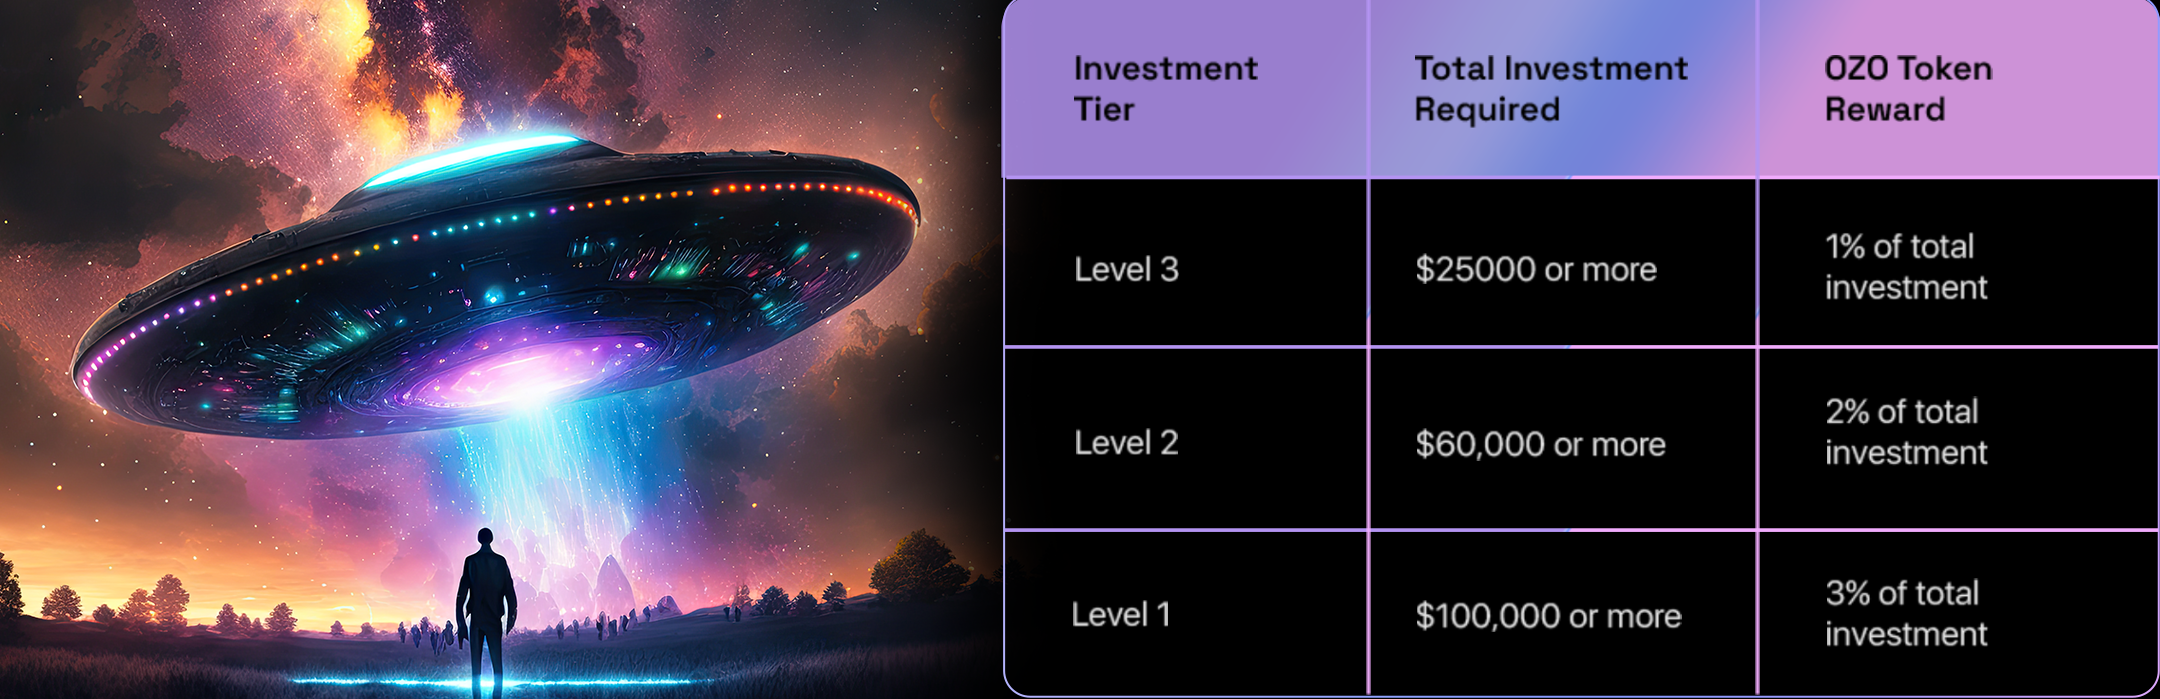 Investment
Tier
Total Investment
Required
OZO Token
Reward
Level 3
$25000 or more
1% of total
investment
Level 2
$60,000 or more
2% of total
investment
Level 1
$100,000 or more
3% of total
investment